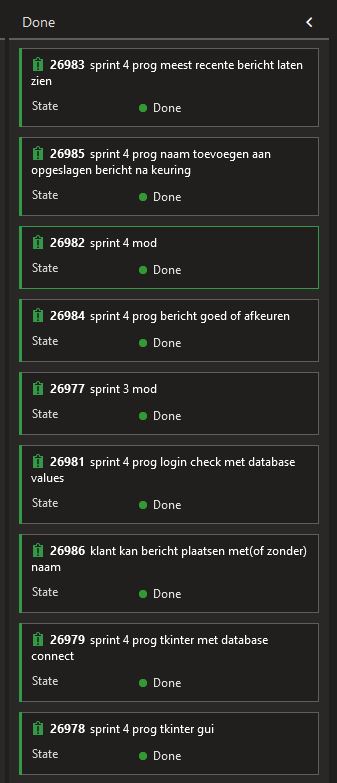 Done
26983 sprint 4 prog meest recente bericht laten
zien
State Done
26985 sprint 4 prog naam toevoegen aan
opgeslagen bericht na keuring
State Done
26982 sprint 4 mod
State Done
26984 sprint 4 prog bericht goed of afkeuren
State Done
26977 sprint 3 mod
State Done
26981 sprint 4 prog login check met database
values
State Done
26986 klant kan bericht plaatsen met(of zonder)
naam
State Done
26979 sprint 4 prog tkinter met database
connect
State Done
26978 sprint 4 prog tkinter gui
State Done